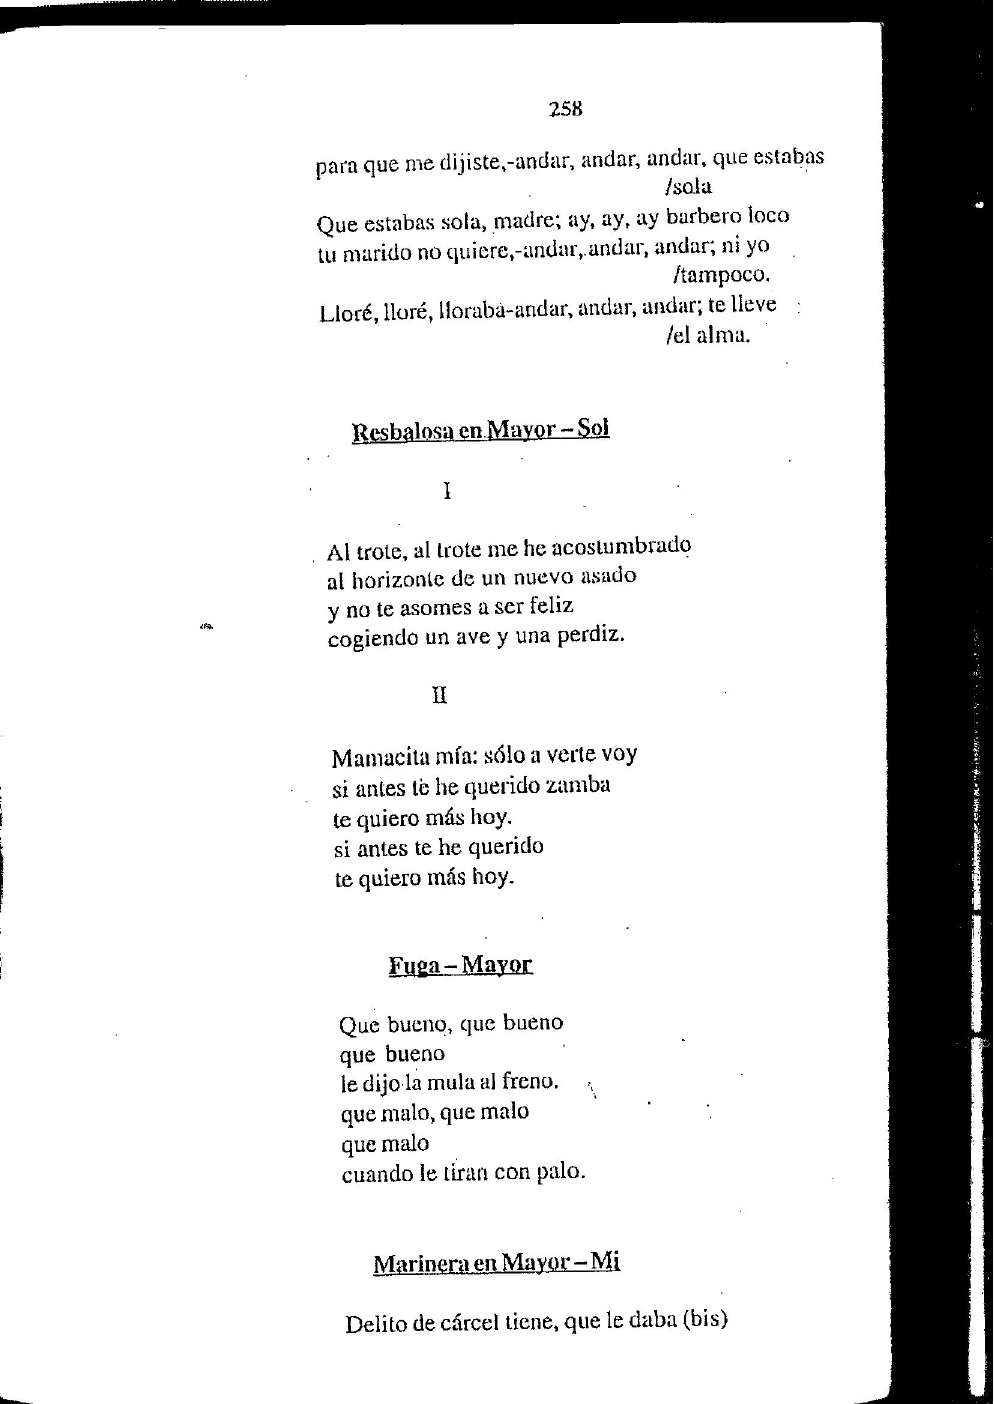 258
para que me dijiste,-andar, andar, andar, que estabas
/sola
Que estabas sola, madre; ay, ay, ay barbero loco
tu marido no quiere,-andar, andar, andar; ni yo
/tampoco.
Lloré, lloré, lloraba-andar, andar, andar; te lleve
/el alma.
Resbalosa en Mayor – Sol
I
Al trote, al trote me he acostumbrado
al horizonte de un nuevo asado
y no te asomes a ser feliz
cogiendo un ave y una perdiz.
II
Mamacita mía: sólo a verte voy
si antes te he querido zamba
te quiero más hoy.
si antes te he querido
te quiero más hoy.
Fuga – Mayor
Que bueno, que bueno
que bueno
le dijo la mula al freno.
que malo, que malo
que malo
cuando le tiran con palo.
Marinera en Mayor – Mi
Delito de cárcel tiene, que le daba (bis)